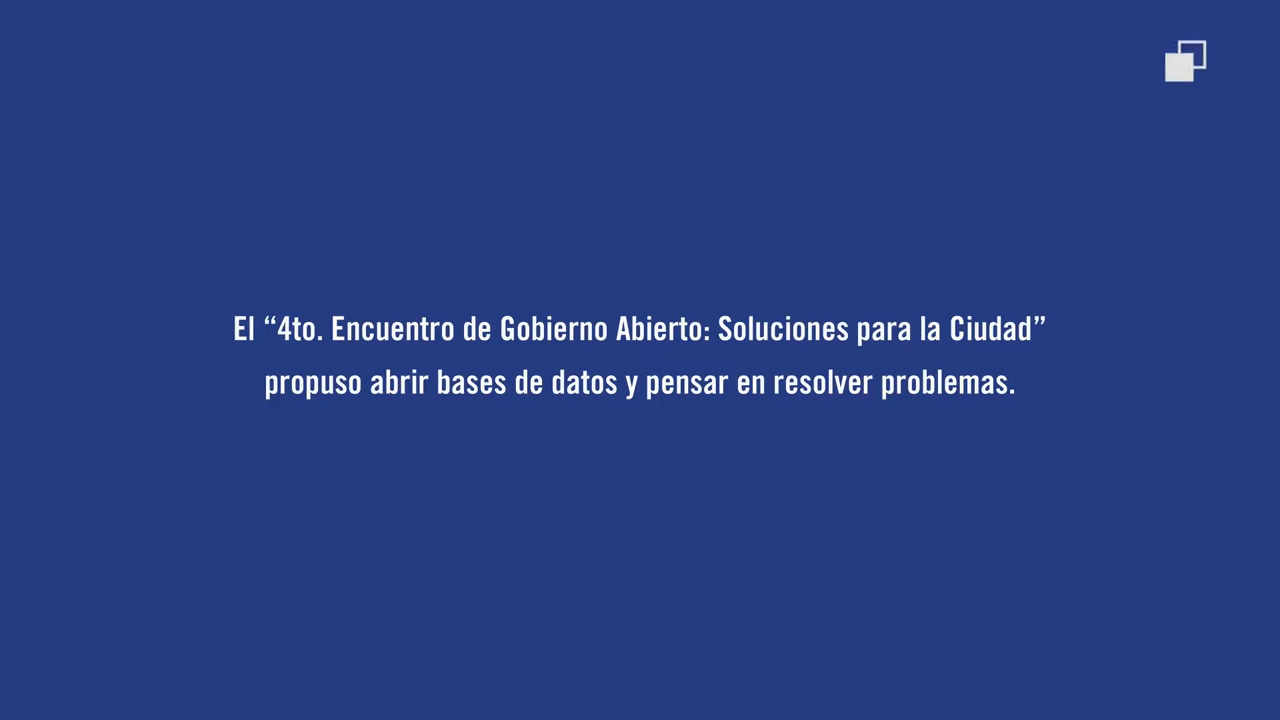 El “4to. Encuentro de Gobierno Abierto: Soluciones para la Ciudad”
propuso abrir bases de datos y pensar en resolver problemas.